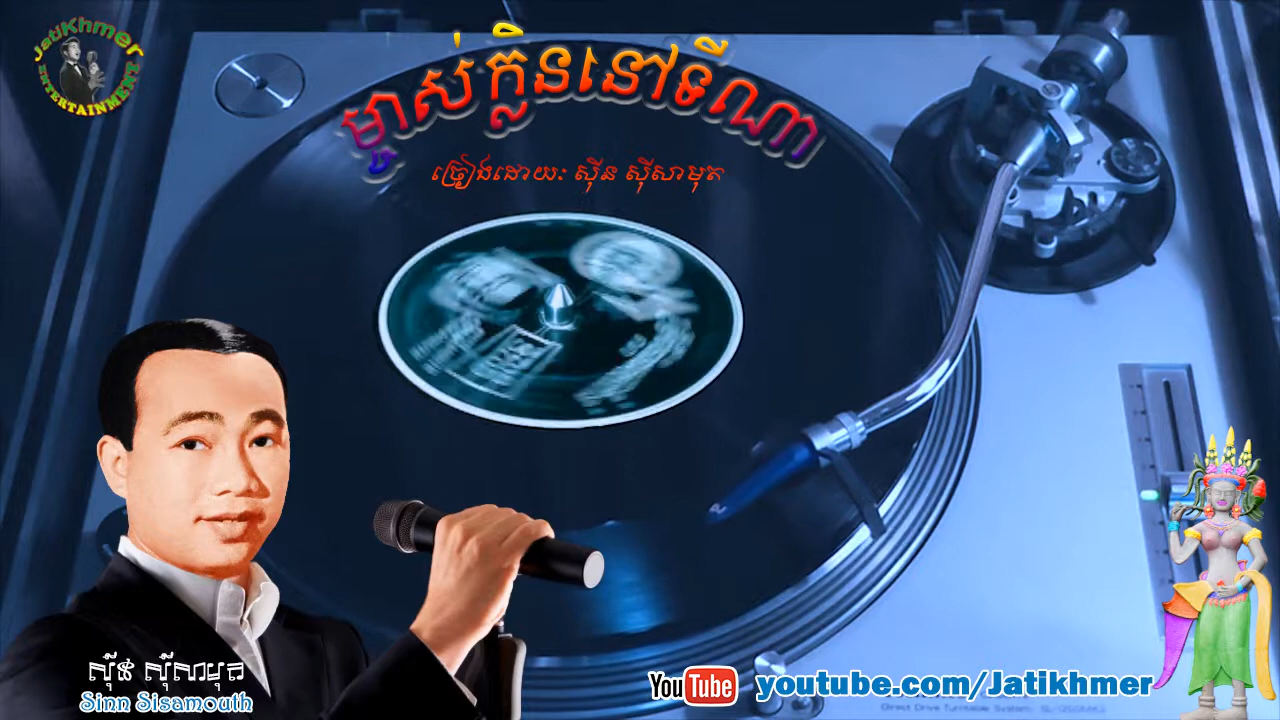 JatiKhmer
ENTERTAINMENT
ម្ចាស់ក្លិននៅទីណា
ច្រៀងដោយ: ស៊ីន ស៊ីសាមុត
ស៊ីន ស៊ីសាមុត
Sinn Sisamouth
YouTube youtube.com/Jatikhmer